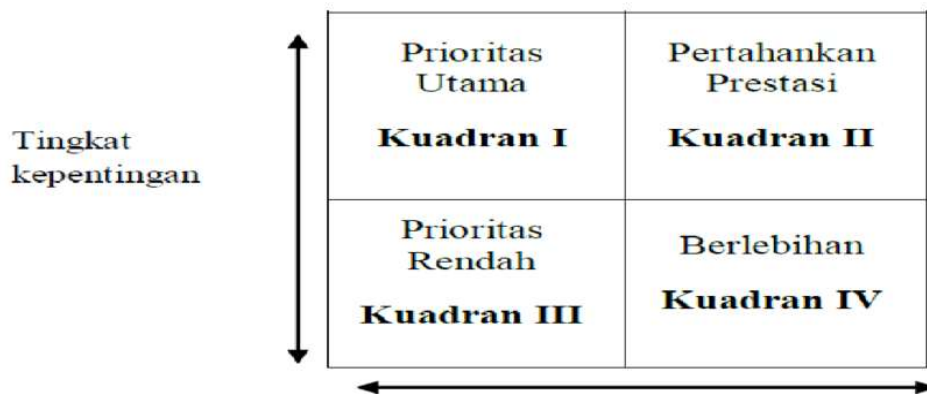 Prioritas
Utama
Kuadran I
Pertahankan
Prestasi
Kuadran II
Tingkat
kepentingan
Prioritas
Rendah
Kuadran III
Berlebihan
Kuadran IV